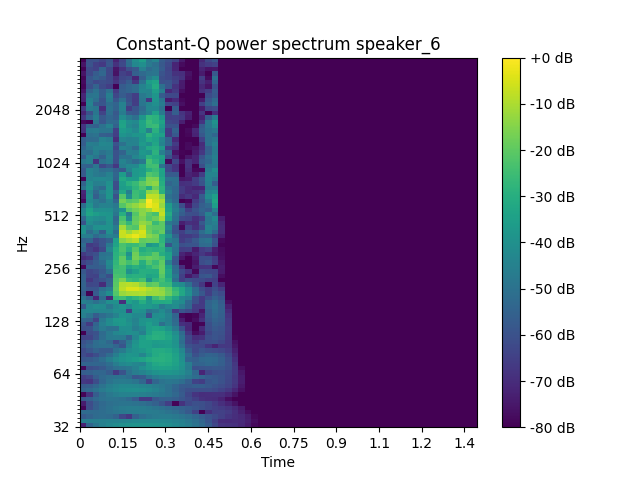 Constant-Q power spectrum speaker_6
+0 dB
-10 dB
-20 dB
-30 dB
-40 dB
-50 dB
-60 dB
-70 dB
-80 dB
2048
1024
512
256
128
64
32
Hz
0 0.15 0.3 0.45 0.6 0.75 0.9 1.1 1.2 1.4
Time